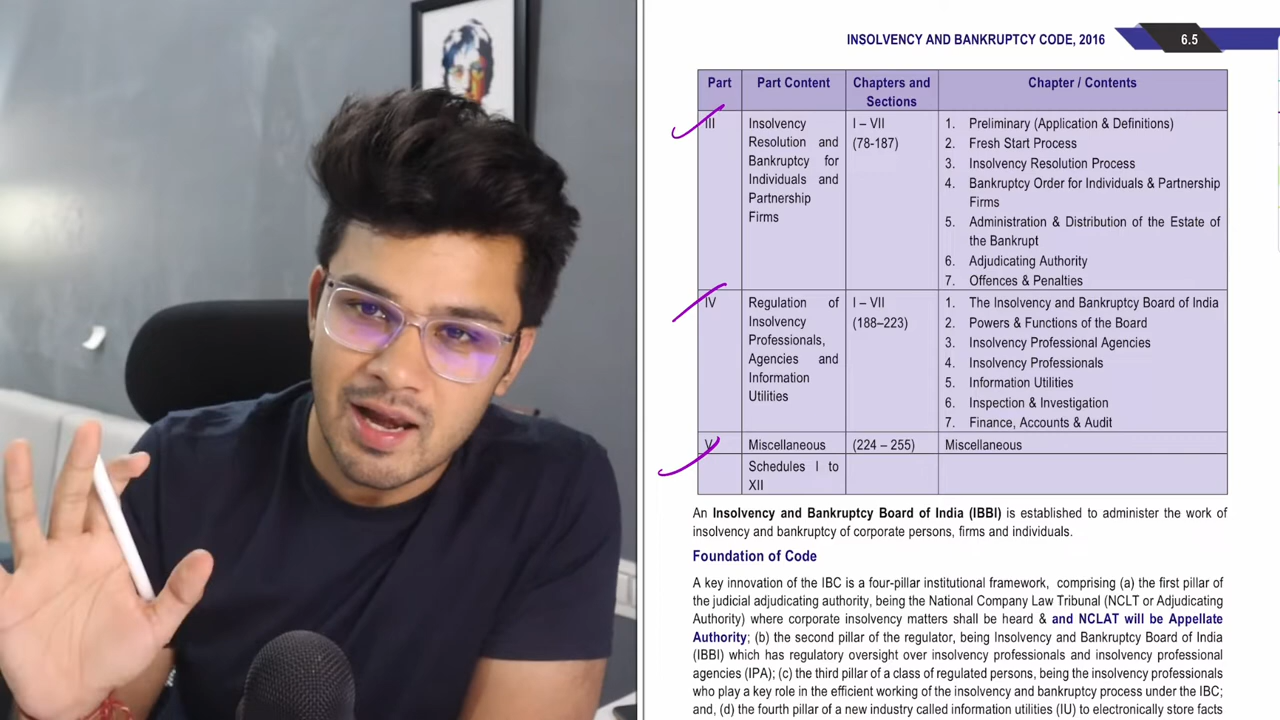 INSOLVENCY AND BANKRUPTCY CODE, 2016
6.5
Part
Part Content
Chapters and
Sections
Chapter / Contents
III
Insolvency
Resolution and
Bankruptcy for
Individuals and
Partnership
Firms
I – VII
(78-187)
1. Preliminary (Application & Definitions)
2. Fresh Start Process
3. Insolvency Resolution Process
4. Bankruptcy Order for Individuals & Partnership
Firms
5. Administration & Distribution of the Estate of
the Bankrupt
6. Adjudicating Authority
7. Offences & Penalties
IV
Regulation of
Insolvency
Professionals,
Agencies and
Information
Utilities
I – VII
(188–223)
1. The Insolvency and Bankruptcy Board of India
2. Powers & Functions of the Board
3. Insolvency Professional Agencies
4. Insolvency Professionals
5. Information Utilities
6. Inspection & Investigation
7. Finance, Accounts & Audit
V
Miscellaneous
(224 – 255)
Miscellaneous
Schedules I to
XII
An Insolvency and Bankruptcy Board of India (IBBI) is established to administer the work of
insolvency and bankruptcy of corporate persons, firms and individuals.
Foundation of Code
A key innovation of the IBC is a four-pillar institutional framework, comprising (a) the first pillar of
the judicial adjudicating authority, being the National Company Law Tribunal (NCLT or Adjudicating
Authority) where corporate insolvency matters shall be heard & and NCLAT will be Appellate
Authority; (b) the second pillar of the regulator, being Insolvency and Bankruptcy Board of India
(IBBI) which has regulatory oversight over insolvency professionals and insolvency professional
agencies (IPA); (c) the third pillar of a class of regulated persons, being the insolvency professionals
who play a key role in the efficient working of the insolvency and bankruptcy process under the IBC;
and, (d) the fourth pillar of a new industry called information utilities (IU) to electronically store facts